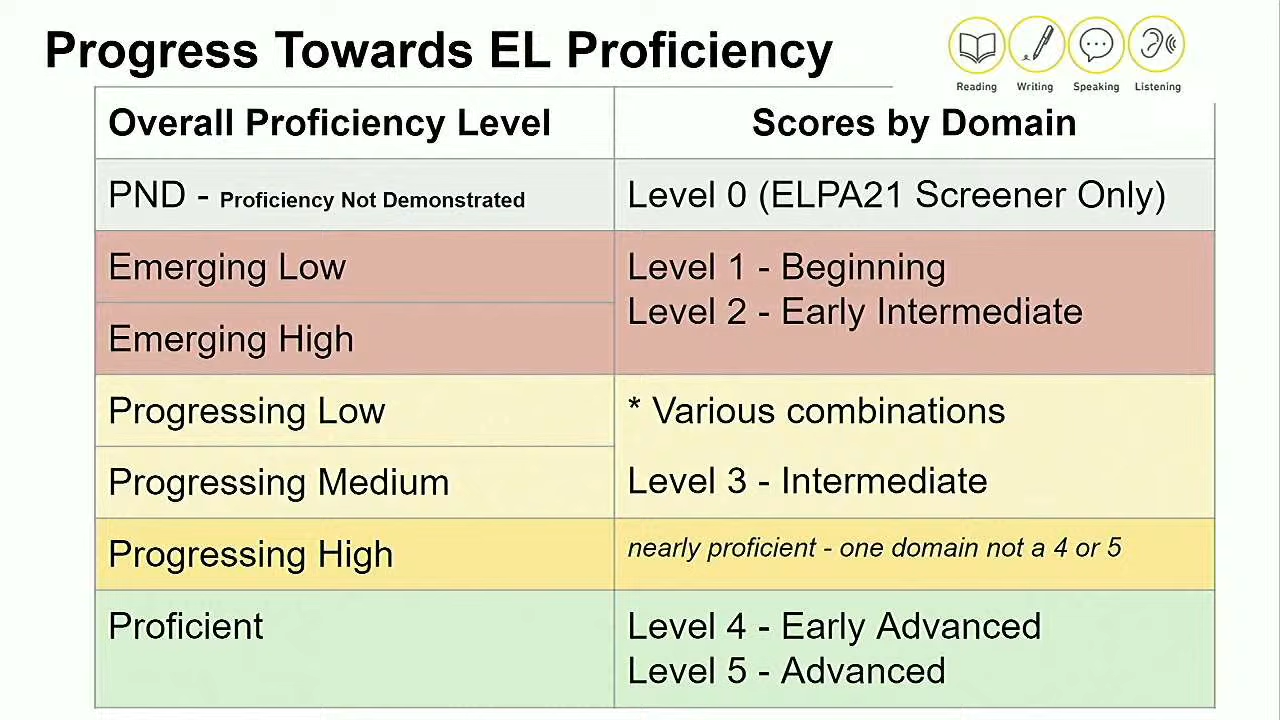 Progress Towards EL Proficiency
Reading Writing Speaking Listening
Overall Proficiency Level
Scores by Domain
PND - Proficiency Not Demonstrated
Level 0 (ELPA21 Screener Only)
Emerging Low
Emerging High
Level 1 - Beginning
Level 2 - Early Intermediate
Progressing Low
Progressing Medium
* Various combinations
Level 3 - Intermediate
Progressing High
nearly proficient - one domain not a 4 or 5
Proficient
Level 4 - Early Advanced
Level 5 - Advanced